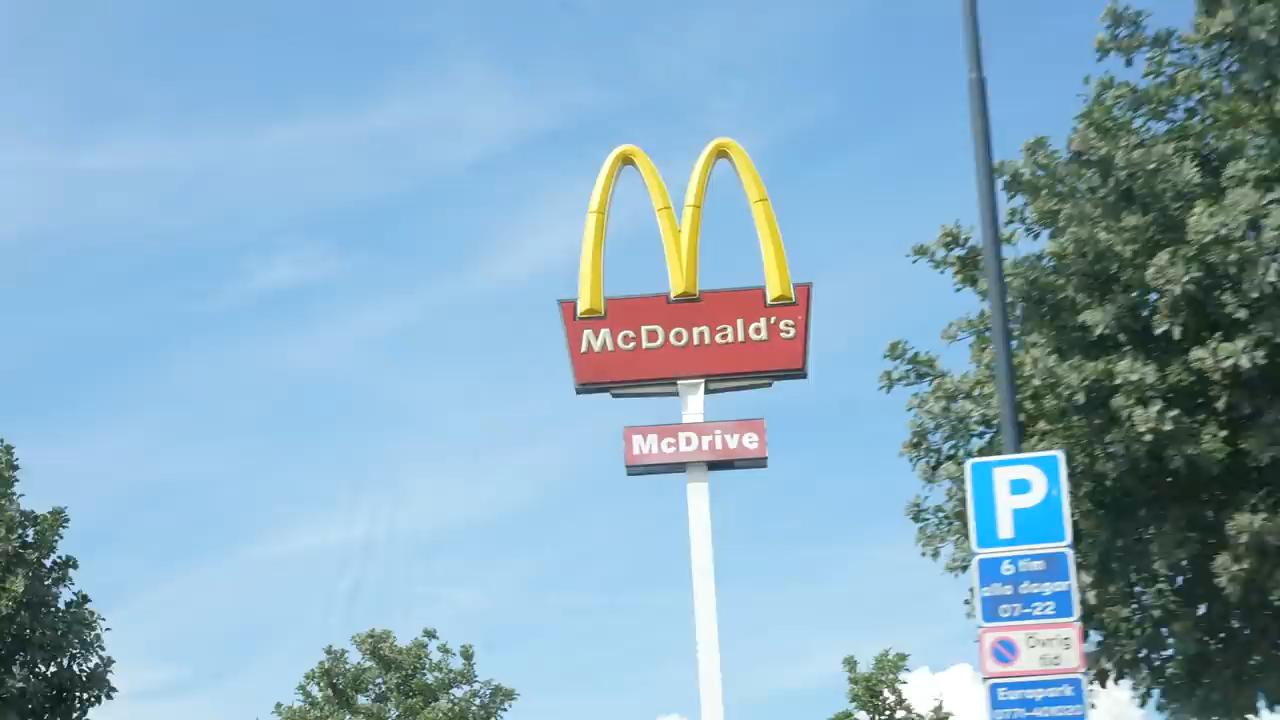 McDonald's
McDrive
P
6 tim
alla dagar
07-22
Övrig
tid
Europark